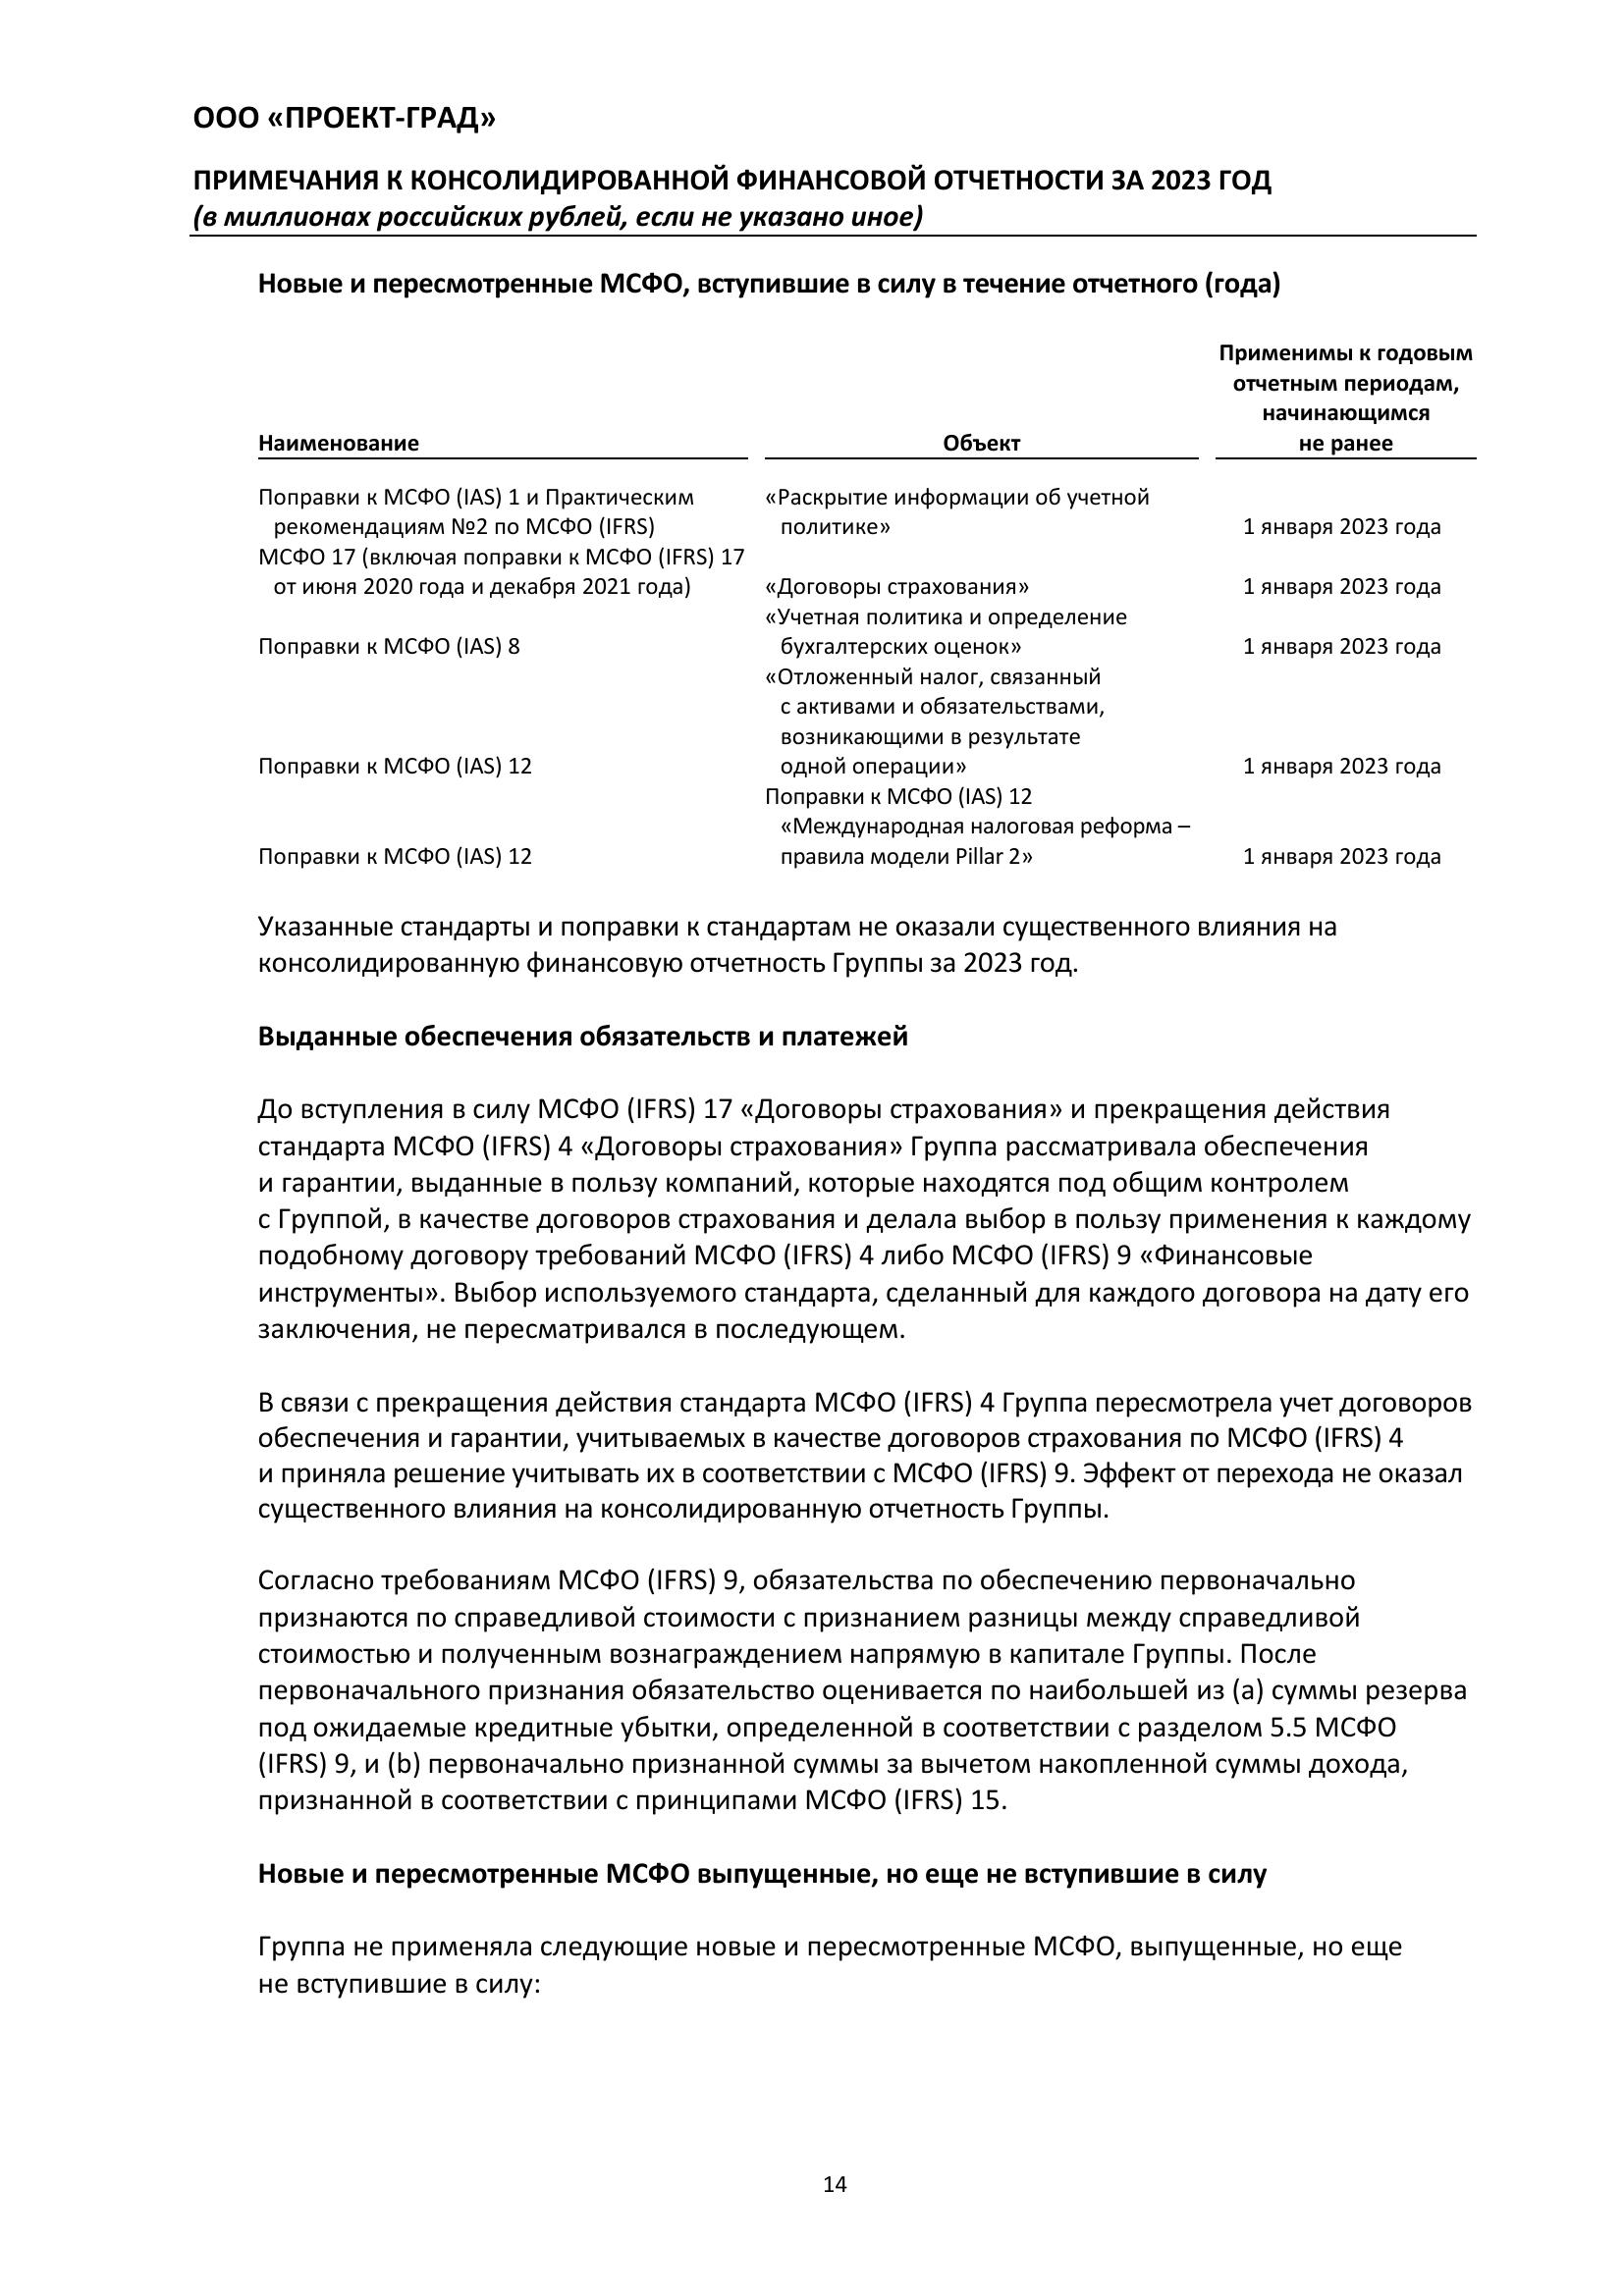 ООО «ПРОЕКТ-ГРАД»
ПРИМЕЧАНИЯ К КОНСОЛИДИРОВАННОЙ ФИНАНСОВОЙ ОТЧЕТНОСТИ ЗА 2023 ГОД
(в миллионах российских рублей, если не указано иное)
Новые и пересмотренные МСФО, вступившие в силу в течение отчетного (года)
Применимы к годовым
отчетным периодам,
начинающимся
Наименование Объект не ранее
Поправки к МСФО (IAS) 1 и Практическим «Раскрытие информации об учетной
рекомендациям №2 по МСФО (IFRS) политике» 1 января 2023 года
МСФО 17 (включая поправки к МСФО (IFRS) 17
от июня 2020 года и декабря 2021 года) «Договоры страхования» 1 января 2023 года
«Учетная политика и определение
Поправки к МСФО (IAS) 8 бухгалтерских оценок» 1 января 2023 года
«Отложенный налог, связанный
с активами и обязательствами,
возникающими в результате
Поправки к МСФО (IAS) 12 одной операции» 1 января 2023 года
Поправки к МСФО (IAS) 12
«Международная налоговая реформа –
Поправки к МСФО (IAS) 12 правила модели Pillar 2» 1 января 2023 года
Указанные стандарты и поправки к стандартам не оказали существенного влияния на
консолидированную финансовую отчетность Группы за 2023 год.
Выданные обеспечения обязательств и платежей
До вступления в силу МСФО (IFRS) 17 «Договоры страхования» и прекращения действия
стандарта МСФО (IFRS) 4 «Договоры страхования» Группа рассматривала обеспечения
и гарантии, выданные в пользу компаний, которые находятся под общим контролем
с Группой, в качестве договоров страхования и делала выбор в пользу применения к каждому
подобному договору требований МСФО (IFRS) 4 либо МСФО (IFRS) 9 «Финансовые
инструменты». Выбор используемого стандарта, сделанный для каждого договора на дату его
заключения, не пересматривался в последующем.
В связи с прекращения действия стандарта МСФО (IFRS) 4 Группа пересмотрела учет договоров
обеспечения и гарантии, учитываемых в качестве договоров страхования по МСФО (IFRS) 4
и приняла решение учитывать их в соответствии с МСФО (IFRS) 9. Эффект от перехода не оказал
существенного влияния на консолидированную отчетность Группы.
Согласно требованиям МСФО (IFRS) 9, обязательства по обеспечению первоначально
признаются по справедливой стоимости с признанием разницы между справедливой
стоимостью и полученным вознаграждением напрямую в капитале Группы. После
первоначального признания обязательство оценивается по наибольшей из (a) суммы резерва
под ожидаемые кредитные убытки, определенной в соответствии с разделом 5.5 МСФО
(IFRS) 9, и (b) первоначально признанной суммы за вычетом накопленной суммы дохода,
признанной в соответствии с принципами МСФО (IFRS) 15.
Новые и пересмотренные МСФО выпущенные, но еще не вступившие в силу
Группа не применяла следующие новые и пересмотренные МСФО, выпущенные, но еще
не вступившие в силу:
14